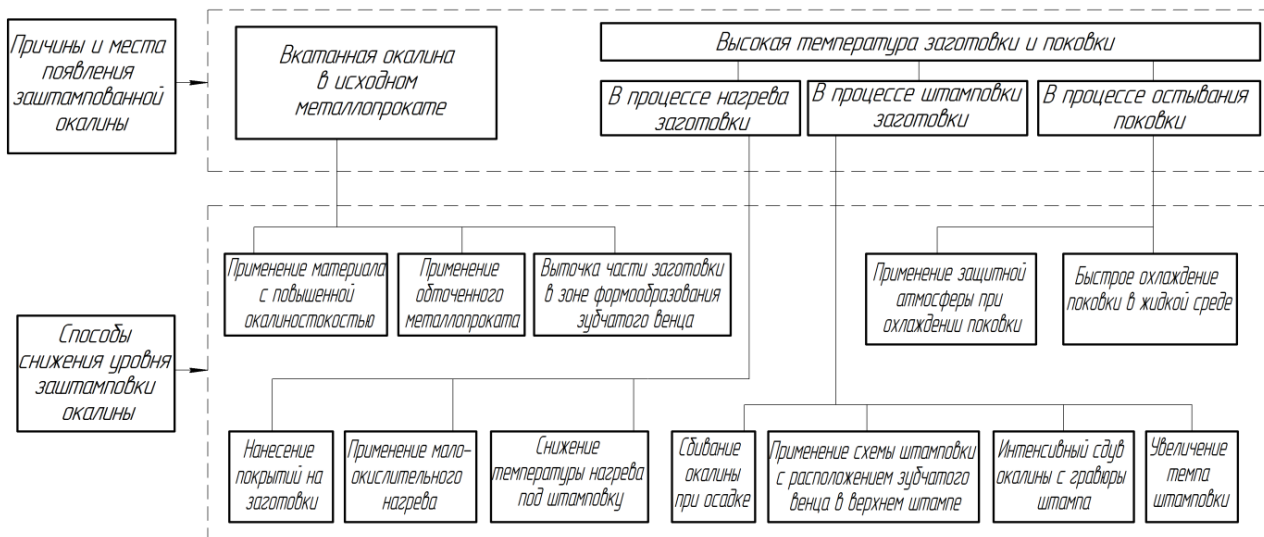 Причины и места
появления
заштампованной
окалины
Вкатанная окалина
в исходном
металлопрокате
Высокая температура заготовки и поковки
В процессе нагрева
заготовки
В процессе штамповки
заготовки
В процессе остывания
поковки
Способы
снижения уровня
заштамповки
окалины
Применение материала
с повышенной
окалиностокостью
Применение
обточенного
металлопроката
Выточка части заготовки
в зоне формообразования
зубчатого венца
Применение защитной
атмосферы при
охлаждении поковки
Быстрое охлаждение
поковки в жидкой среде
Нанесение
покрытий на
заготовки
Применение мало-
окислительного
нагрева
Снижение
температуры нагрева
под штамповку
Сбивание
окалины
при осадке
Применение схемы штамповки
с расположением зубчатого
венца в верхнем штампе
Интенсивный сдув
окалины с гравюры
штампа
Увеличение
темпа
штамповки